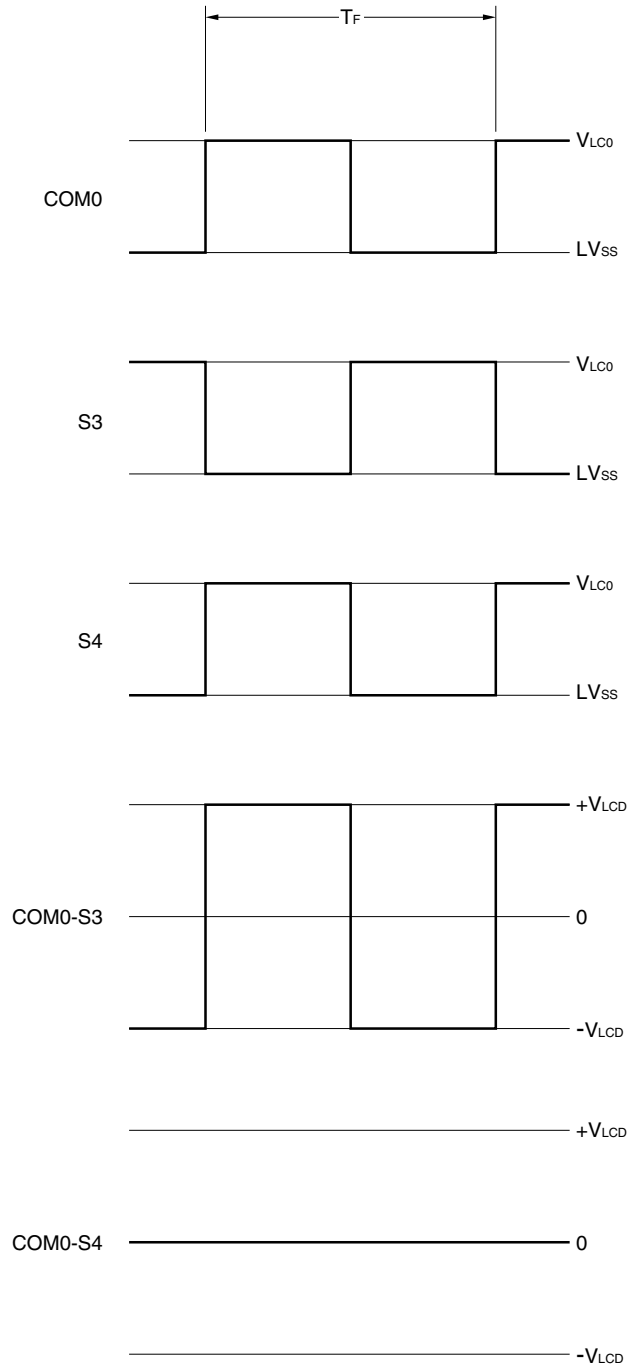 TF
VLC0
COM0
LVSS
VLC0
S3
LVSS
VLC0
S4
LVSS
+VLCD
COM0-S3
0
-VLCD
+VLCD
COM0-S4
0
-VLCD